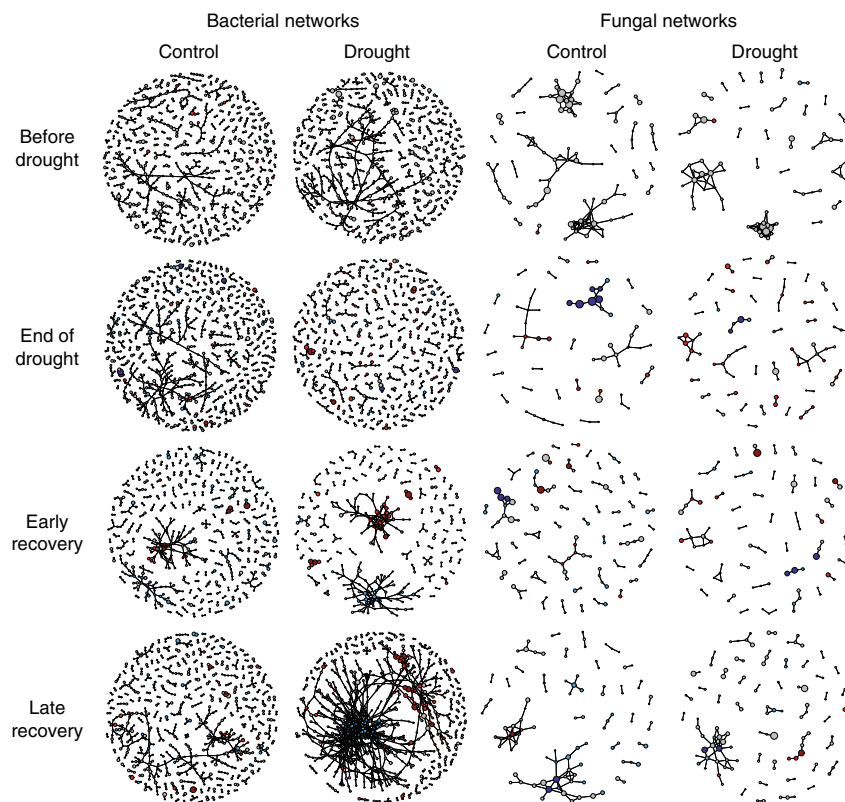 Bacterial networks Fungal networks
Control Drought Control Drought
Before
drought
End of
drought
Early
recovery
Late
recovery